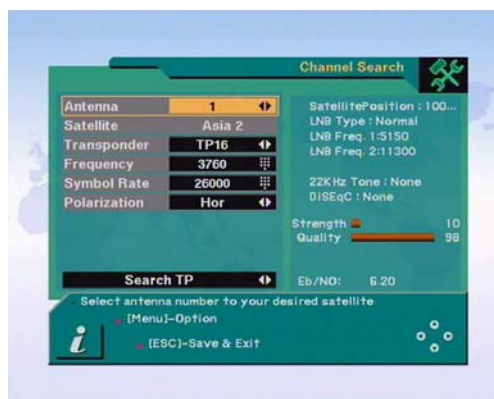 Channel Search
Antenna 1
Satellite Asia 2
Transponder TP16
Frequency 3760
Symbol Rate 26000
Polarization Hor
Search TP
SatellitePosition : 100...
LNB Type : Normal
LNB Freq. 1:5150
LNB Freq. 2:11300
22KHz Tone : None
DiSEqC : None
Strength 10
Quality 98
Eb/NO: 6.20
Select antenna number to your desired satellite
[Menu]-Option
[ESC]-Save & Exit
i